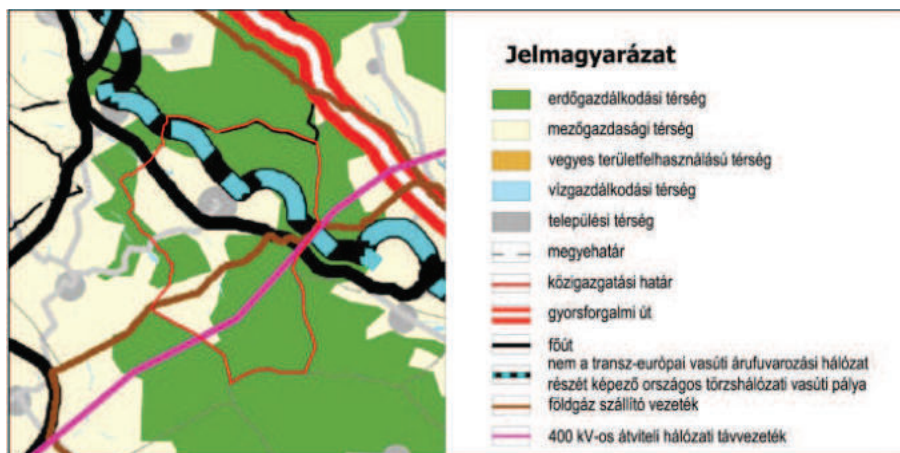 Jelmagyarázat
erdőgazdálkodási térség
mezőgazdasági térség
vegyes területfelhasználású térség
vízgazdálkodási térség
települési térség
megyehatár
közigazgatási határ
gyorsforgalmi út
főút
nem a transz-európai vasúti árufuvarozási hálózat
részét képező országos törzshálózati vasúti pálya
földgáz szállító vezeték
400 kV-os átviteli hálózati távvezeték